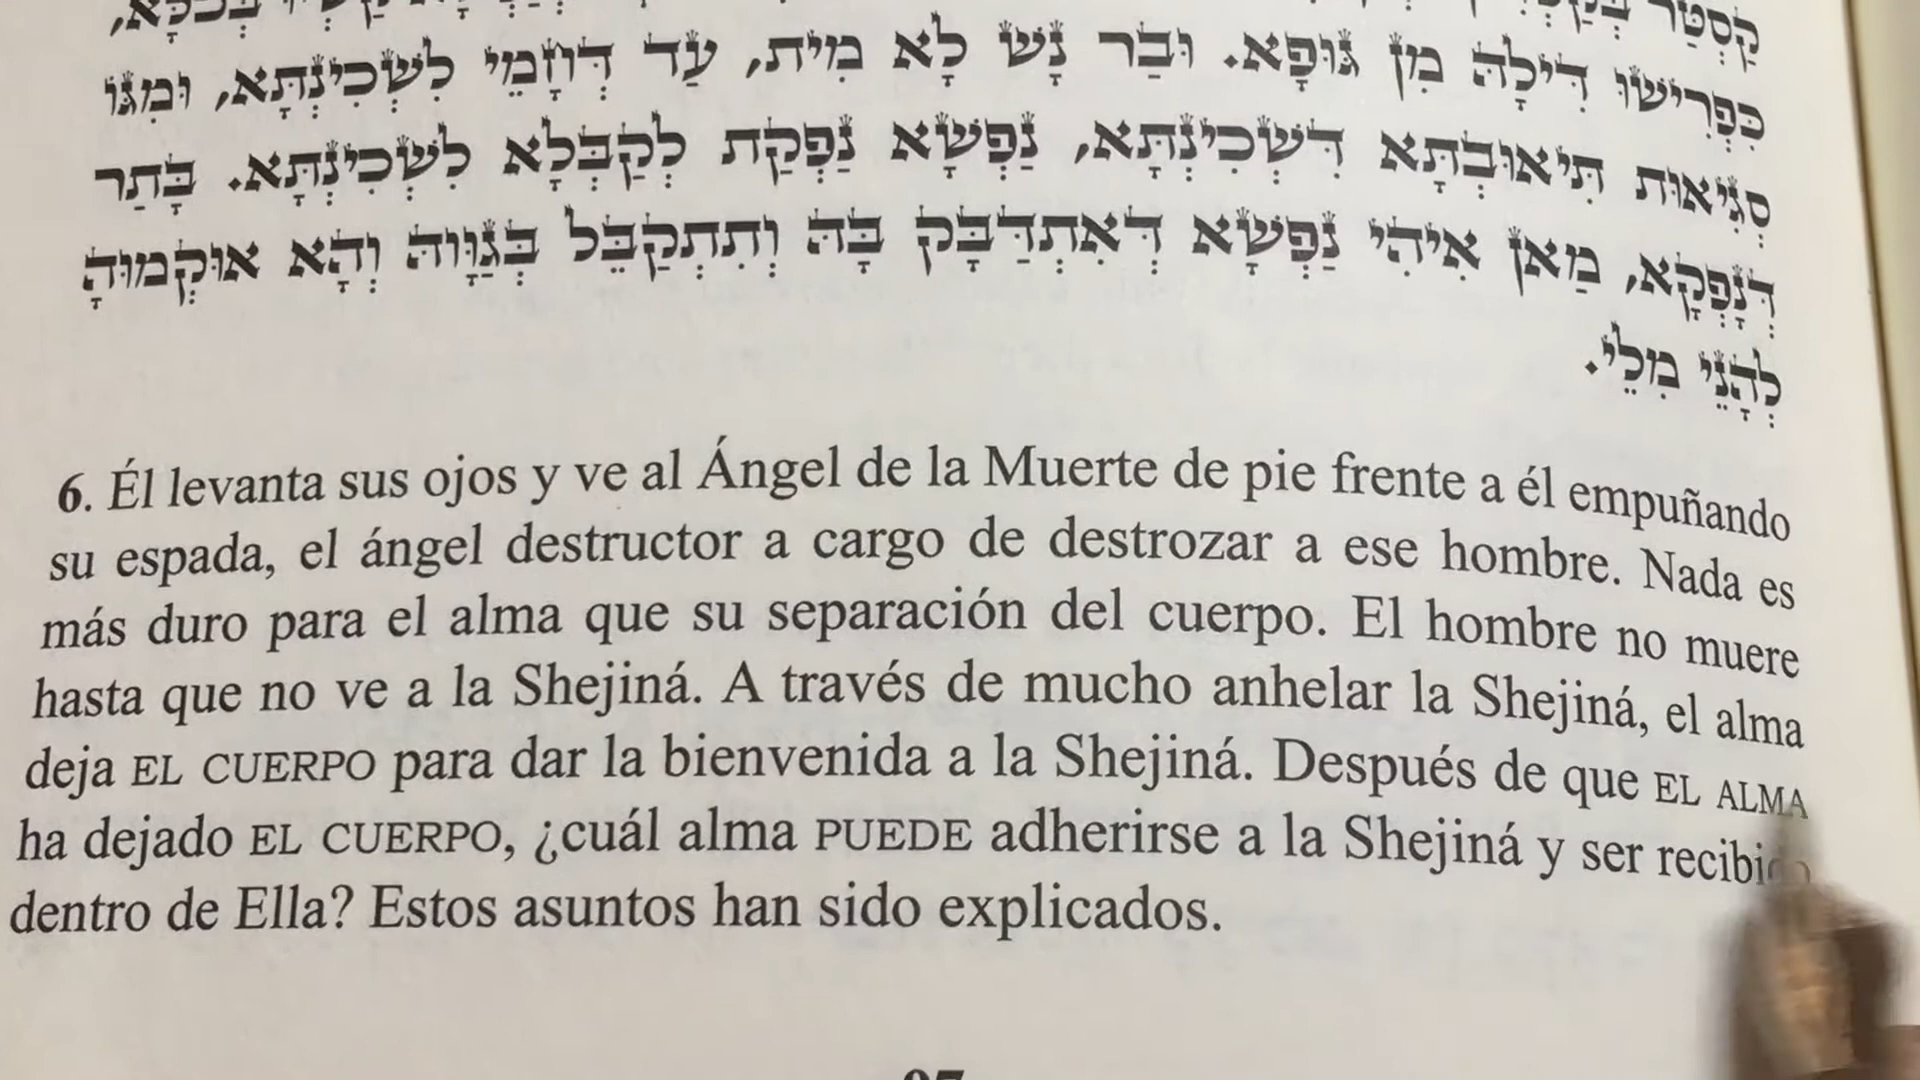 כִּפְרִישׁוּ דִּילָהּ מִן גּוּפָא. וּבַר נָשׁ לָא מִית, עַד דְּחָמֵי לִשְׁכִינְתָּא, וּמִגּוֹ
סְגִיאוּת תִּיאוּבְתָּא דִּשְׁכִינְתָּא, נַפְשָׁא נַפְקַת לְקַבְּלָא לִשְׁכִינְתָּא. בָּתַר
דְּנָפְקָא, מַאן אִיהִי נַפְשָׁא דְּאִתְדַּבָּק בָּהּ וְתִתְקַבֵּל בְּגַוָּוהּ וְהָא אוּקְמוּהָ
לְהָנֵי מִלֵּי.
6. Él levanta sus ojos y ve al Ángel de la Muerte de pie frente a él empuñando
su espada, el ángel destructor a cargo de destrozar a ese hombre. Nada es
más duro para el alma que su separación del cuerpo. El hombre no muere
hasta que no ve a la Shejiná. A través de mucho anhelar la Shejiná, el alma
deja EL CUERPO para dar la bienvenida a la Shejiná. Después de que EL ALMA
ha dejado EL CUERPO, ¿cuál alma PUEDE adherirse a la Shejiná y ser
dentro de Ella? Estos asuntos han sido explicados.